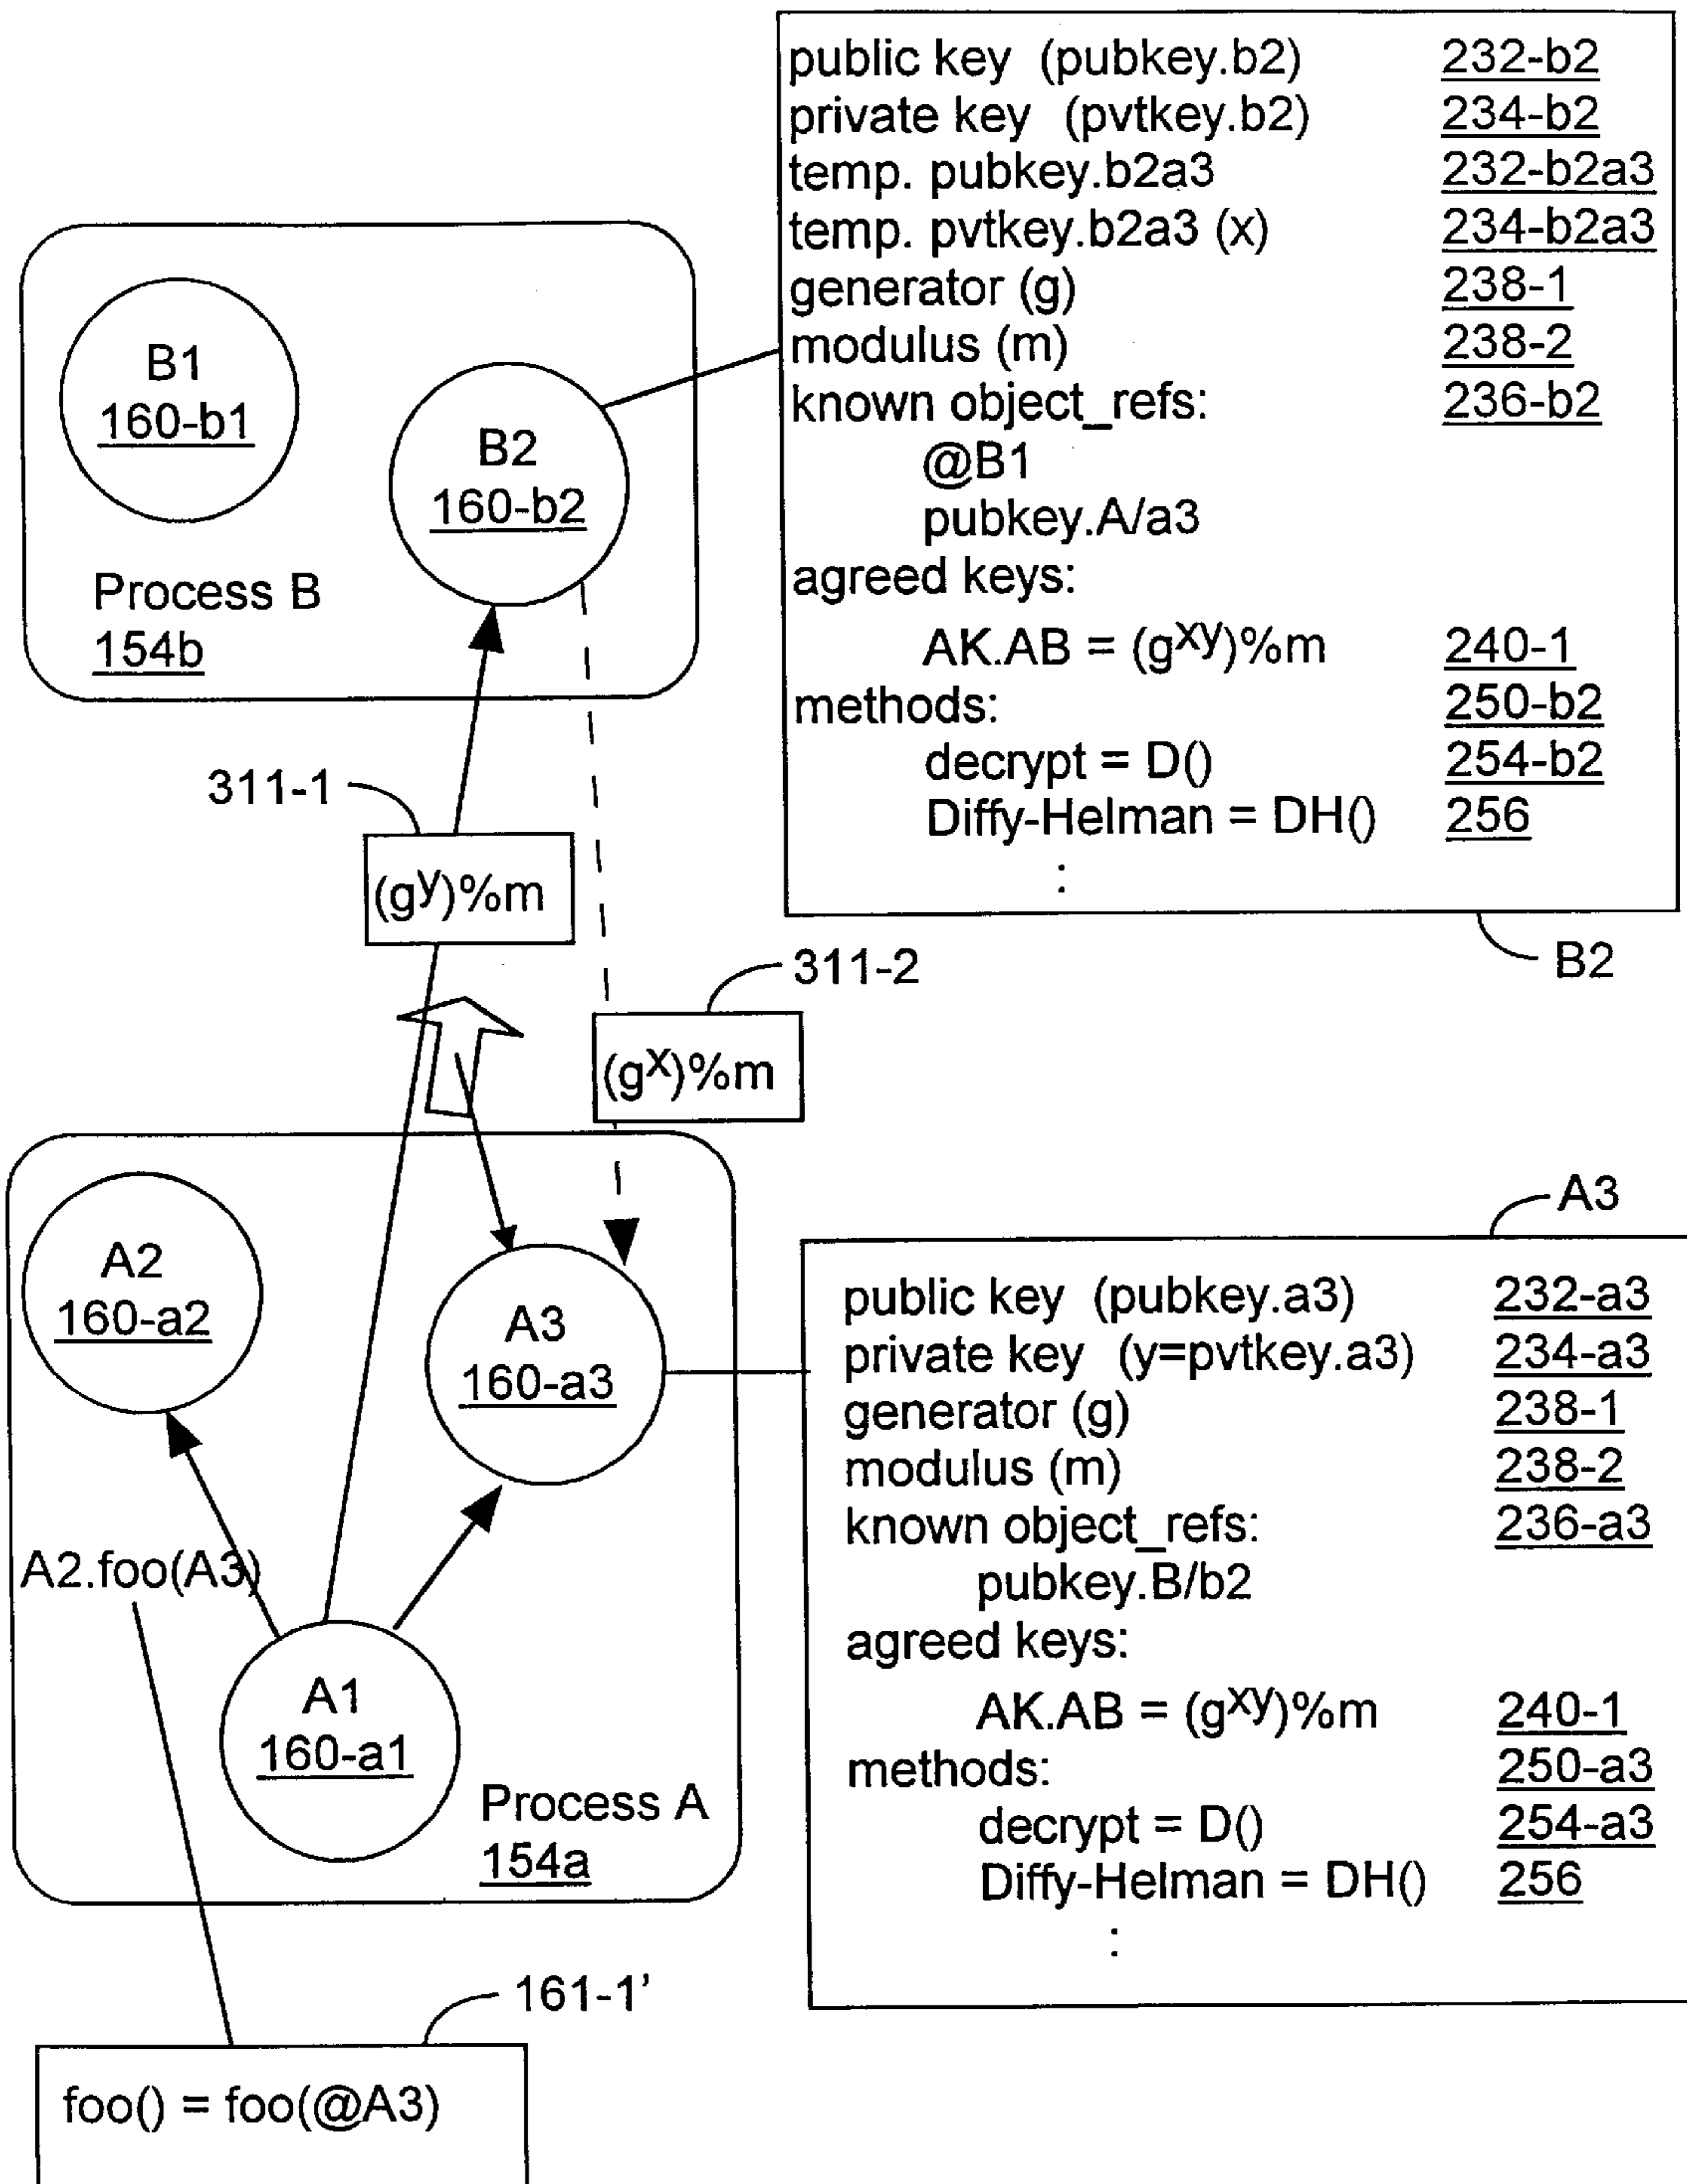 public key (pubkey.b2) 232-b2
private key (pvtkey.b2) 234-b2
temp. pubkey.b2a3 232-b2a3
temp. pvtkey.b2a3 (x) 234-b2a3
generator (g) 238-1
modulus (m) 238-2
known object_refs: 236-b2
@B1
pubkey.A/a3
agreed keys:
AK.AB = (g^xy)%m 240-1
methods: 250-b2
decrypt = D() 254-b2
Diffy-Helman = DH() 256
:
B2
B1
160-b1
B2
160-b2
Process B
154b
311-1
(g^y)%m
311-2
(g^x)%m
A2
160-a2
A3
160-a3
A2.foo(A3)
A1
160-a1
Process A
154a
A3
public key (pubkey.a3) 232-a3
private key (y=pvtkey.a3) 234-a3
generator (g) 238-1
modulus (m) 238-2
known object_refs: 236-a3
pubkey.B/b2
agreed keys:
AK.AB = (g^xy)%m 240-1
methods: 250-a3
decrypt = D() 254-a3
Diffy-Helman = DH() 256
:
161-1’
foo() = foo(@A3)